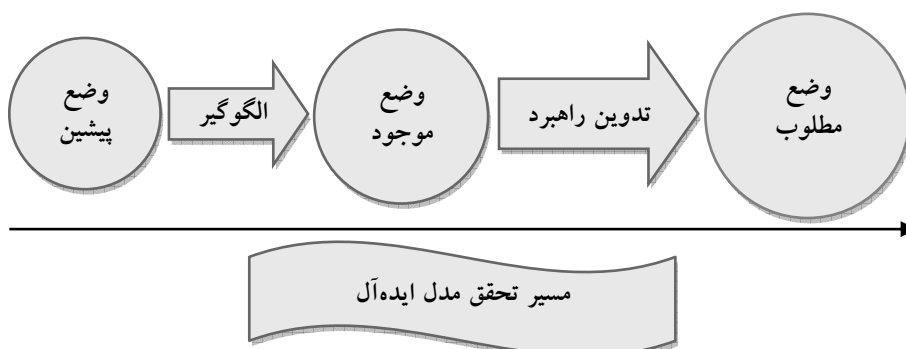 وضع
پیشین
الگوگیر
وضع
موجود
تدوین راهبرد
وضع
مطلوب
مسیر تحقق مدل ایده‌آل